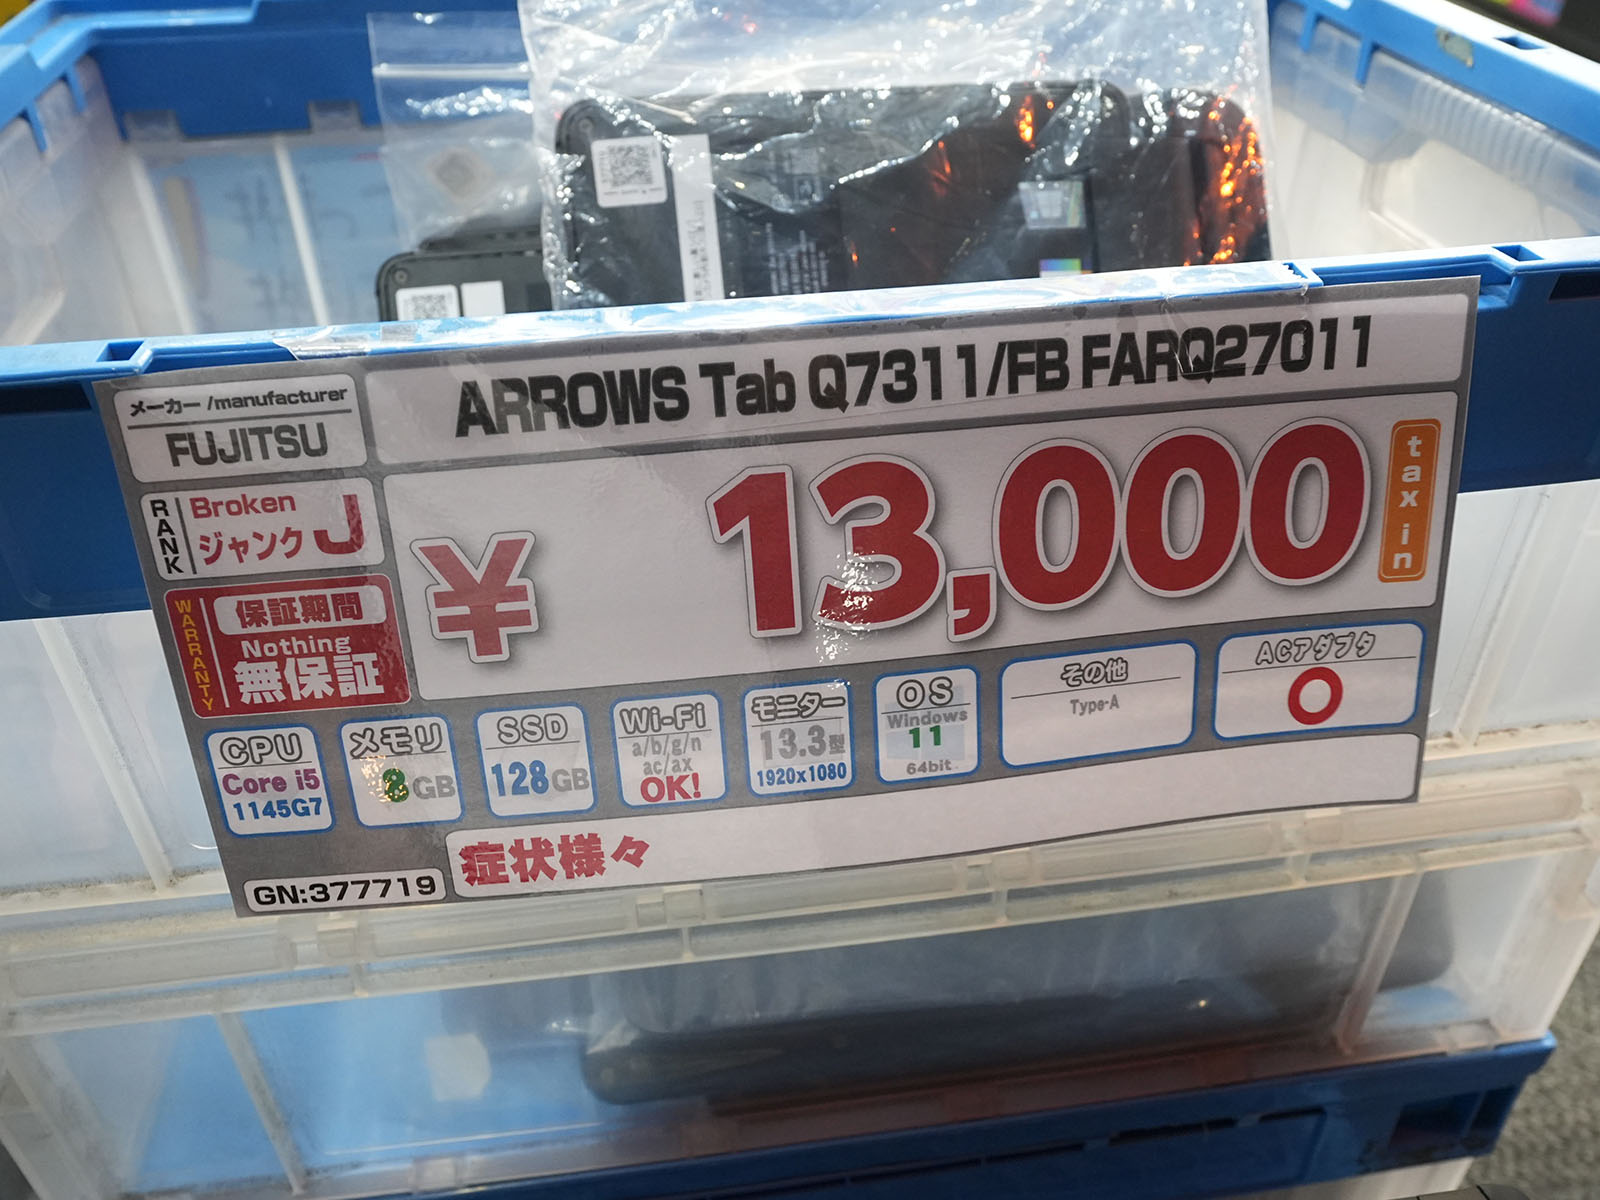 メーカー/manufacturer
FUJITSU
ARROWS Tab Q7311/FB FARQ27011
RANK
Broken
ジャンク J
¥ 13,000
tax in
WARRANTY
保証期間
Nothing
無保証
CPU
Core i5
1145G7
メモリ
8GB
SSD
128GB
Wi-Fi
a/b/g/n
ac/ax
OK!
モニター
13.3型
1920x1080
OS
Windows
11
64bit
その他
Type-A
ACアダプタ
症状様々
GN:377719